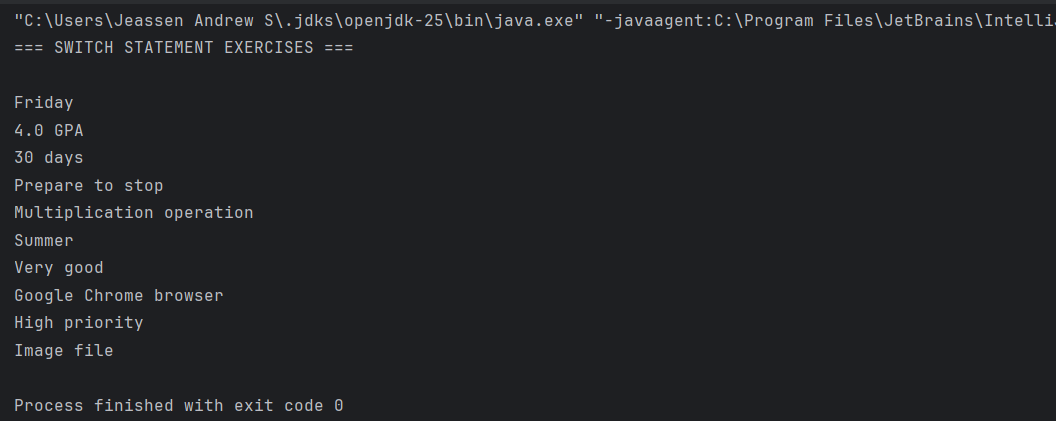 "C:\Users\Jeassen Andrew S\.jdks\openjdk-25\bin\java.exe" "-javaagent:C:\Program Files\JetBrains\Intelli
=== SWITCH STATEMENT EXERCISES ===
Friday
4.0 GPA
30 days
Prepare to stop
Multiplication operation
Summer
Very good
Google Chrome browser
High priority
Image file
Process finished with exit code 0